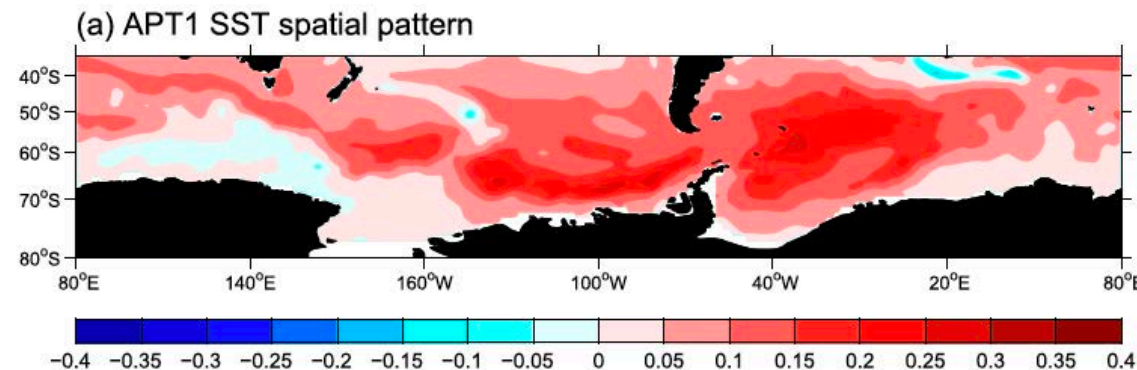 (a) APT1 SST spatial pattern
40°S
50°S
60°S
70°S
80°S
80°E 140°E 160°W 100°W 40°W 20°E 80°E
−0.4 −0.35 −0.3 −0.25 −0.2 −0.15 −0.1 −0.05 0 0.05 0.1 0.15 0.2 0.25 0.3 0.35 0.4